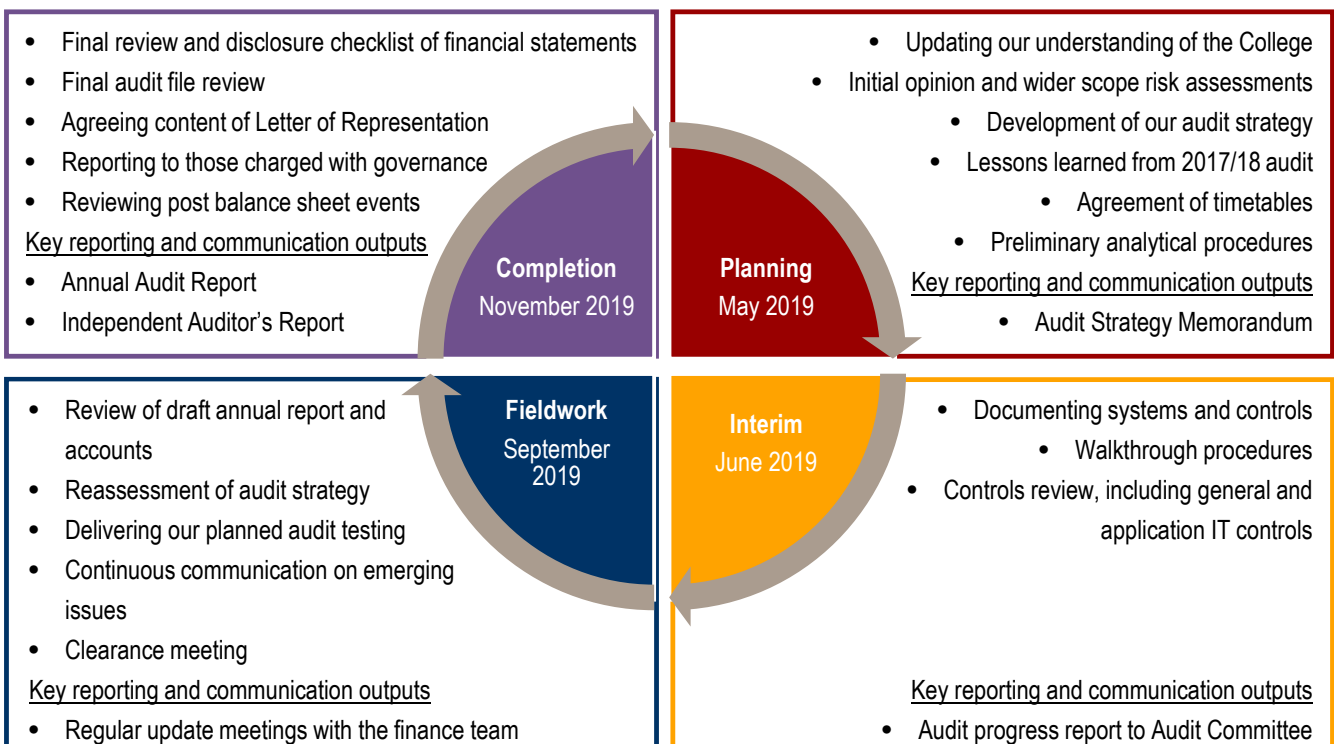 • Final review and disclosure checklist of financial statements
• Final audit file review
• Agreeing content of Letter of Representation
• Reporting to those charged with governance
• Reviewing post balance sheet events
Key reporting and communication outputs
• Annual Audit Report
• Independent Auditor's Report
Completion
November 2019
• Updating our understanding of the College
• Initial opinion and wider scope risk assessments
• Development of our audit strategy
• Lessons learned from 2017/18 audit
• Agreement of timetables
• Preliminary analytical procedures
Key reporting and communication outputs
• Audit Strategy Memorandum
Planning
May 2019
• Review of draft annual report and
accounts
• Reassessment of audit strategy
• Delivering our planned audit testing
• Continuous communication on emerging
issues
• Clearance meeting
Key reporting and communication outputs
• Regular update meetings with the finance team
Fieldwork
September
2019
Interim
June 2019
• Documenting systems and controls
• Walkthrough procedures
• Controls review, including general and
application IT controls
Key reporting and communication outputs
• Audit progress report to Audit Committee